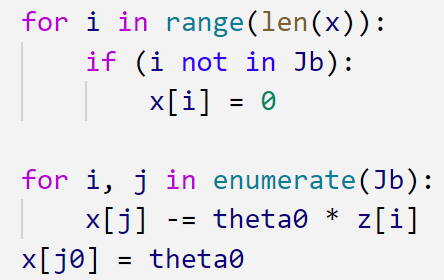 for i in range(len(x)):
    if (i not in Jb):
        x[i] = 0

for i, j in enumerate(Jb):
    x[j] -= theta0 * z[i]
x[j0] = theta0